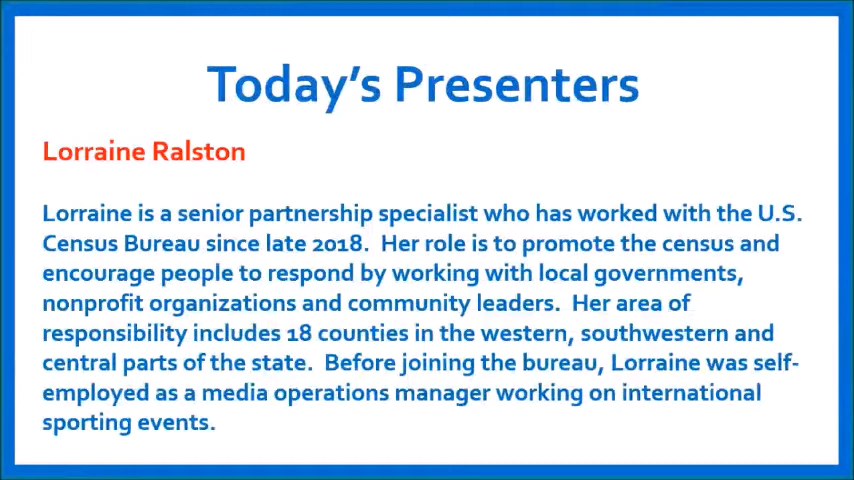 Today's Presenters
Lorraine Ralston
Lorraine is a senior partnership specialist who has worked with the U.S.
Census Bureau since late 2018.  Her role is to promote the census and
encourage people to respond by working with local governments,
nonprofit organizations and community leaders.  Her area of
responsibility includes 18 counties in the western, southwestern and
central parts of the state.  Before joining the bureau, Lorraine was self-
employed as a media operations manager working on international
sporting events.